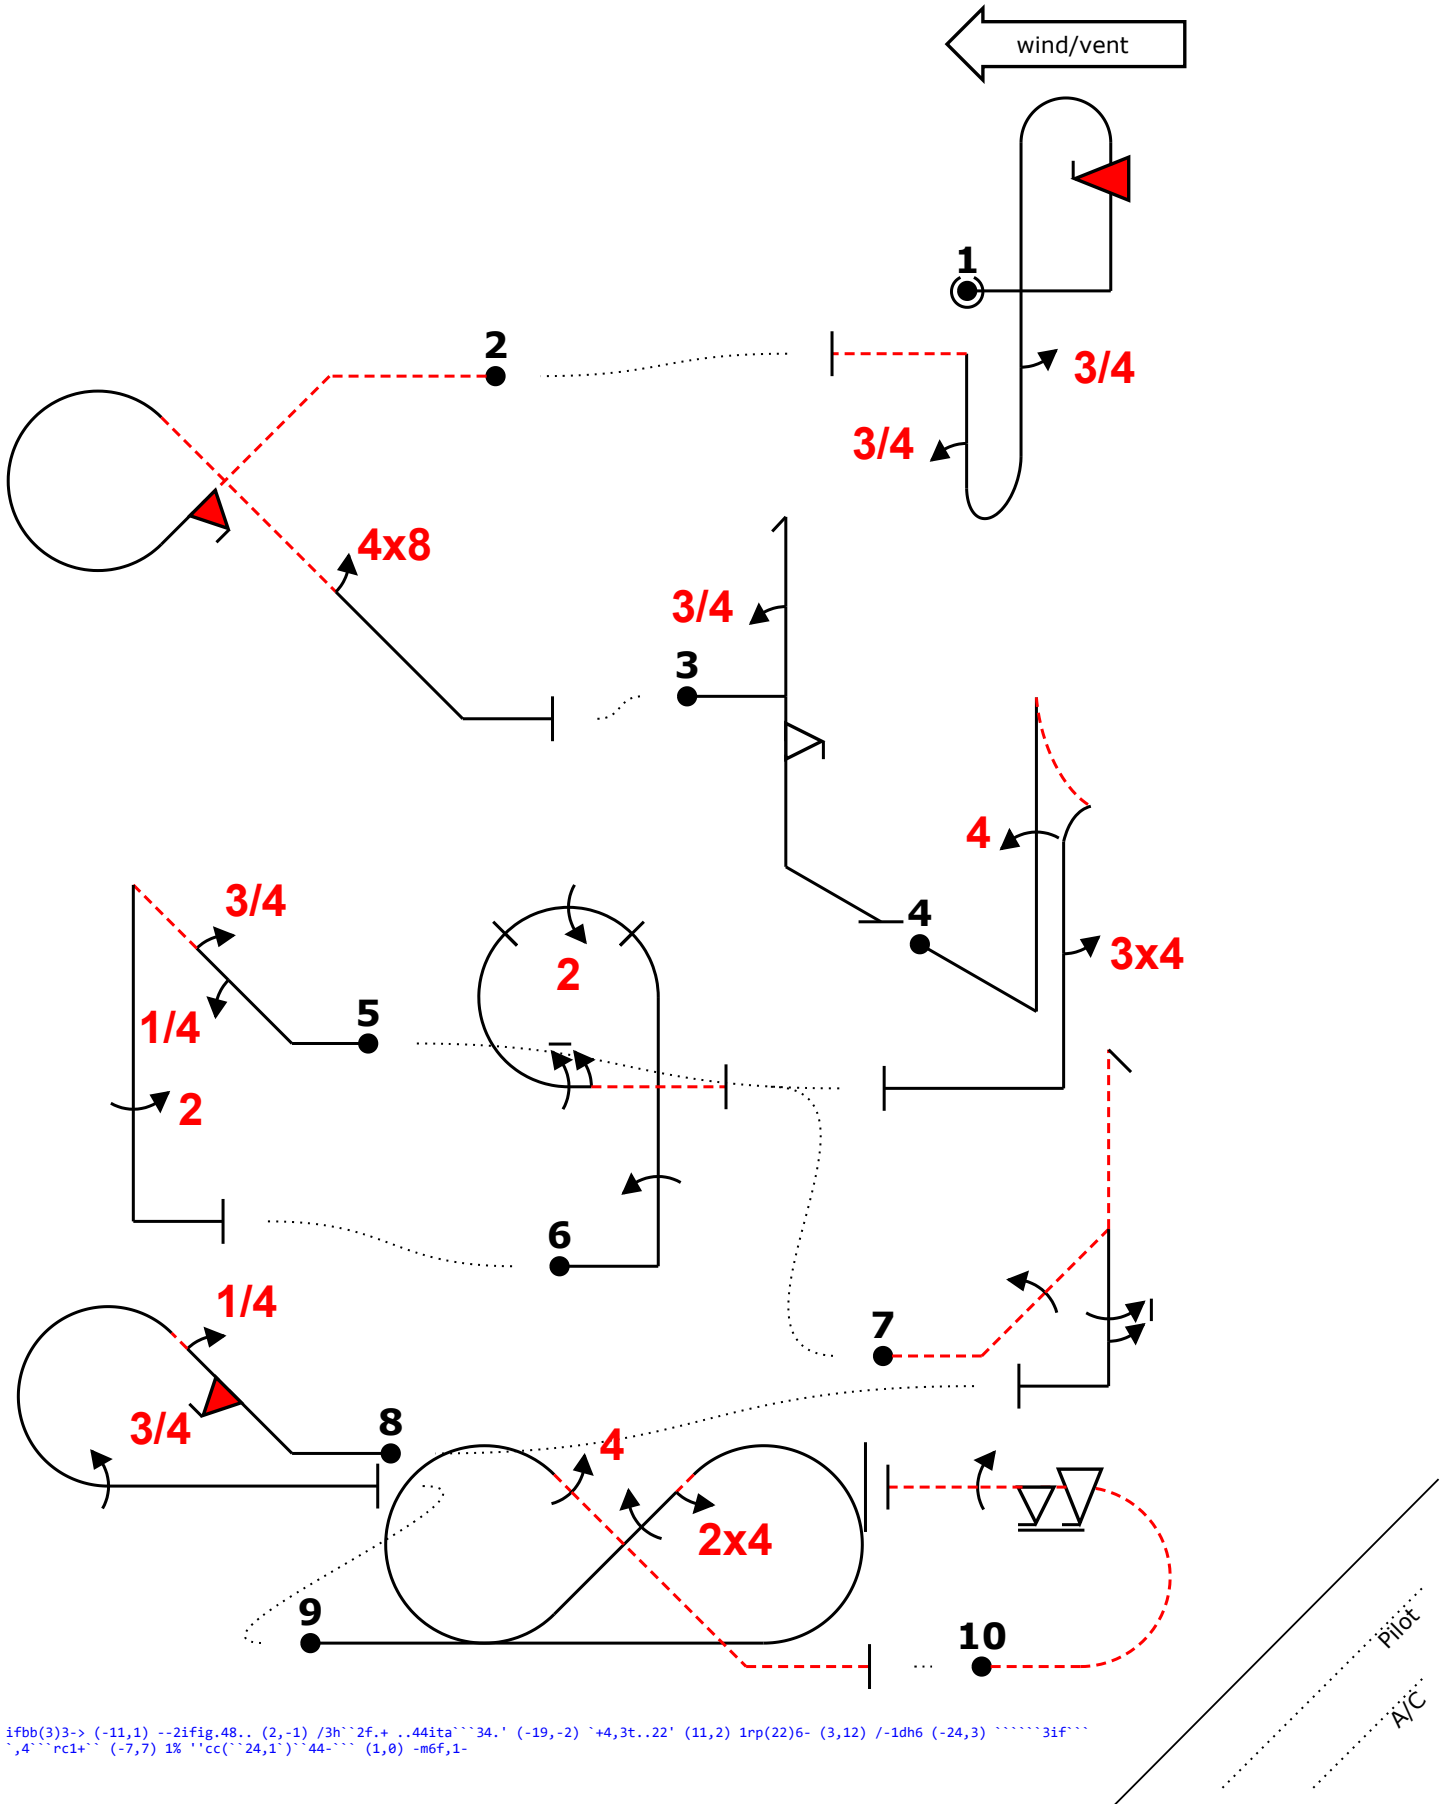 wind/vent
1
3/4
2
3/4
4x8
3/4
3
4
4
3x4
3/4
2
1/4
5
2
6
1/4
7
3/4
8
4
2x4
9
10
Pilot
A/C
ifbb(3)3-> (-11,1) --2ifig.48.. (2,-1) /3h``2f.+ ..44ita```34.' (-19,-2) `+4,3t..22' (11,2) 1rp(22)6- (3,12) /-1dh6 (-24,3) ``````3if```
`,4```rc1+`` (-7,7) 1% ''cc(``24,1`)``44-``` (1,0) -m6f,1-